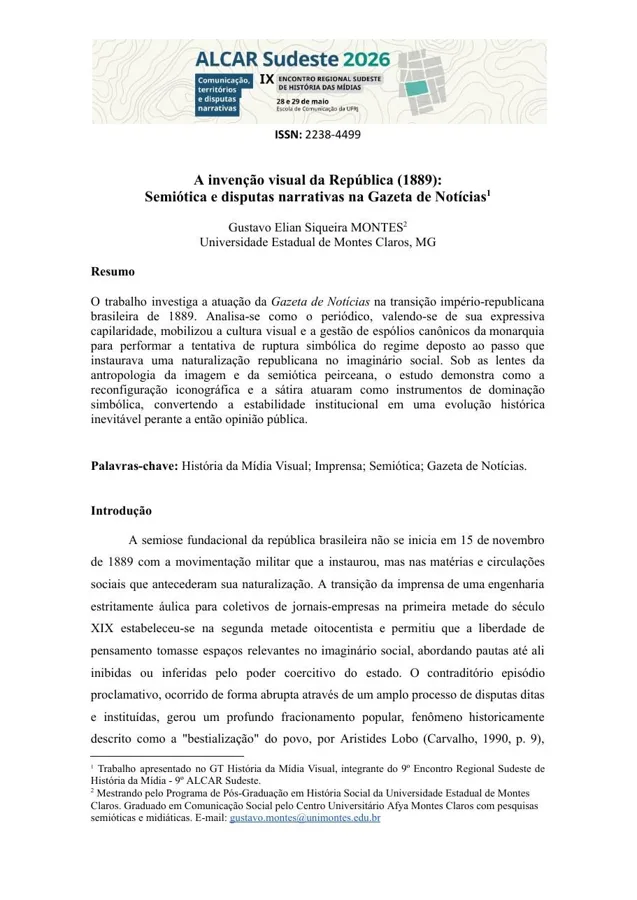 ALCAR Sudeste 2026
Comunicação,
territórios
e disputas
narrativas
IX ENCONTRO REGIONAL SUDESTE
DE HISTÓRIA DAS MÍDIAS
28 e 29 de maio
Escola de Comunicação da UFRJ
ISSN: 2238-4499
A invenção visual da República (1889):
Semiótica e disputas narrativas na Gazeta de Notícias¹
Gustavo Elian Siqueira MONTES²
Universidade Estadual de Montes Claros, MG
Resumo
O trabalho investiga a atuação da Gazeta de Notícias na transição império-republicana
brasileira de 1889. Analisa-se como o periódico, valendo-se de sua expressiva
capilaridade, mobilizou a cultura visual e a gestão de espólios canônicos da monarquia
para performar a tentativa de ruptura simbólica do regime deposto ao passo que
instaurava uma naturalização republicana no imaginário social. Sob as lentes da
antropologia da imagem e da semiótica peirceana, o estudo demonstra como a
reconfiguração iconográfica e a sátira atuaram como instrumentos de dominação
simbólica, convertendo a estabilidade institucional em uma evolução histórica
inevitável perante a então opinião pública.
Palavras-chave: História da Mídia Visual; Imprensa; Semiótica; Gazeta de Notícias.
Introdução
A semiose fundacional da república brasileira não se inicia em 15 de novembro
de 1889 com a movimentação militar que a instaurou, mas nas matérias e circulações
sociais que antecederam sua naturalização. A transição da imprensa de uma engenharia
estritamente áulica para coletivos de jornais-empresas na primeira metade do século
XIX estabeleceu-se na segunda metade oitocentista e permitiu que a liberdade de
pensamento tomasse espaços relevantes no imaginário social, abordando pautas até ali
inibidas ou inferidas pelo poder coercitivo do estado. O contraditório episódio
proclamativo, ocorrido de forma abrupta através de um amplo processo de disputas ditas
e instituídas, gerou um profundo fracionamento popular, fenômeno historicamente
descrito como a "bestialização" do povo, por Aristides Lobo (Carvalho, 1990, p. 9),
¹ Trabalho apresentado no GT História da Mídia Visual, integrante do 9º Encontro Regional Sudeste de
História da Mídia - 9º ALCAR Sudeste.
² Mestrando pelo Programa de Pós-Graduação em História Social da Universidade Estadual de Montes
Claros. Graduado em Comunicação Social pelo Centro Universitário Afya Montes Claros com pesquisas
semióticas e midiáticas. E-mail: gustavo.montes@unimontes.edu.br